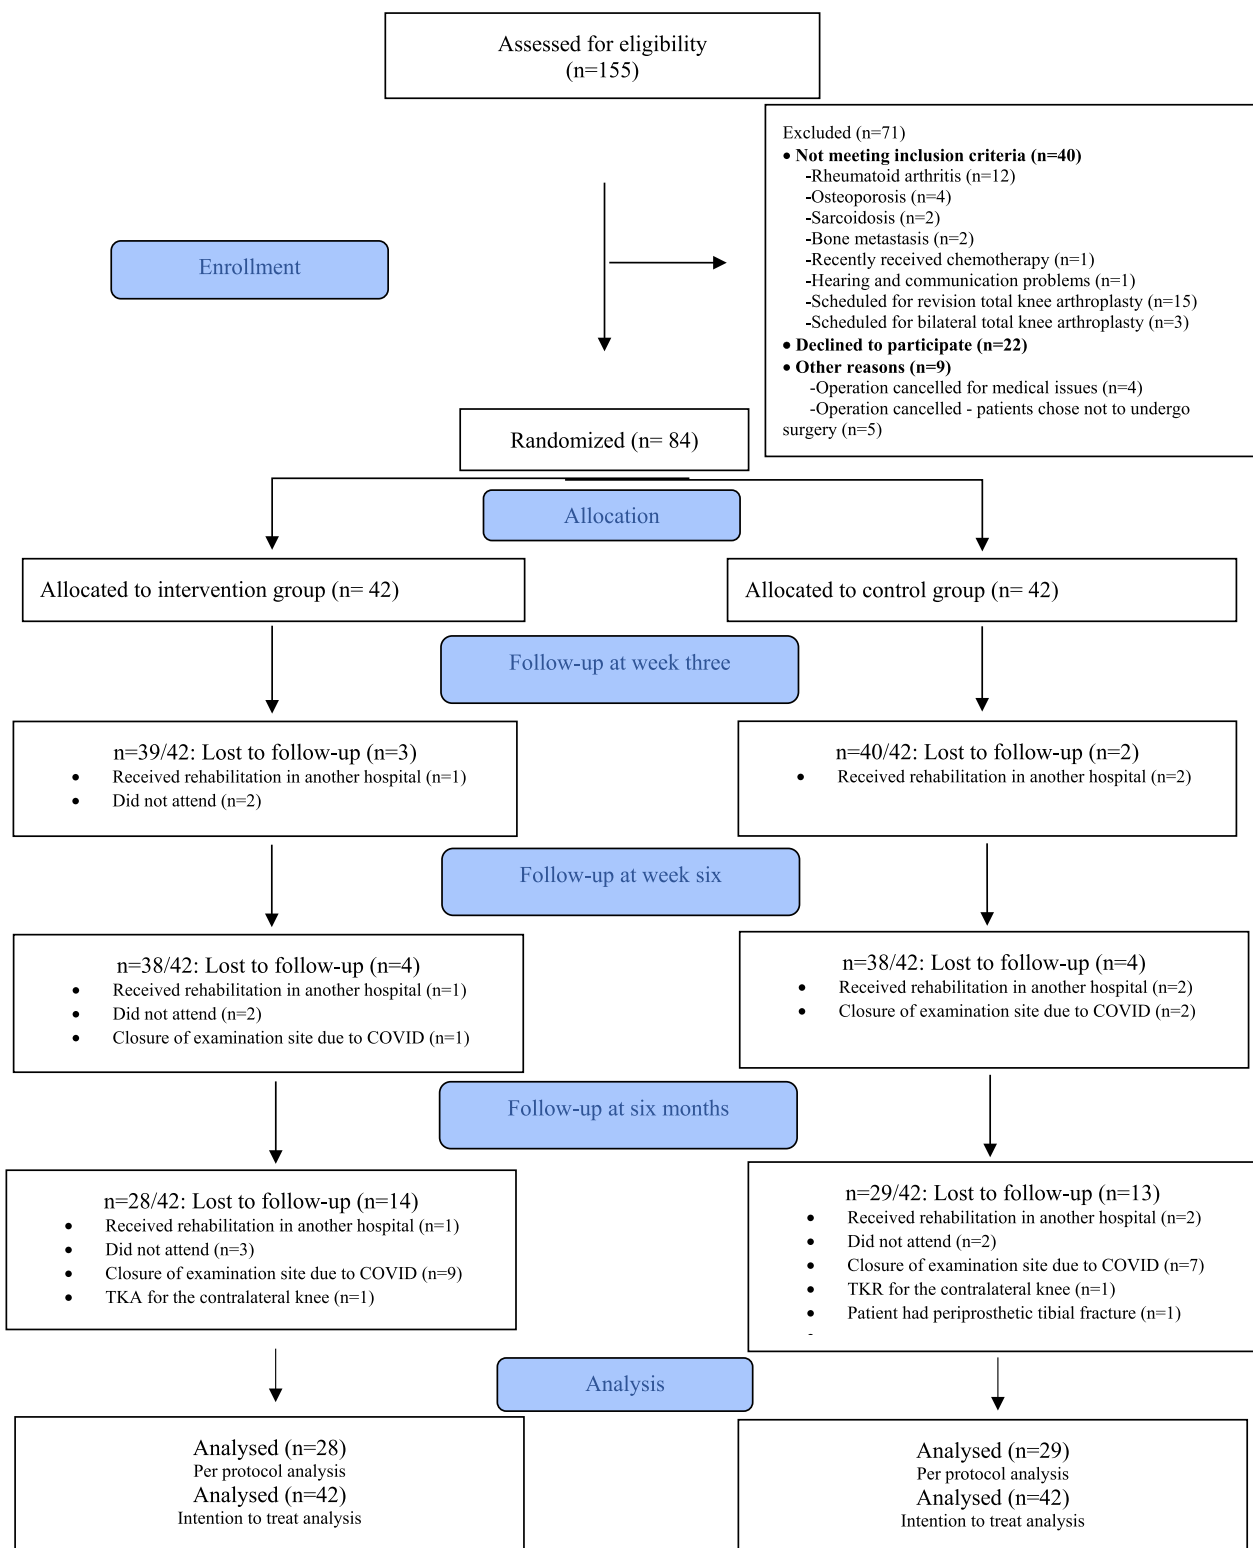 Assessed for eligibility
(n=155)
Excluded (n=71)
• Not meeting inclusion criteria (n=40)
-Rheumatoid arthritis (n=12)
-Osteoporosis (n=4)
-Sarcoidosis (n=2)
-Bone metastasis (n=2)
-Recently received chemotherapy (n=1)
-Hearing and communication problems (n=1)
-Scheduled for revision total knee arthroplasty (n=15)
-Scheduled for bilateral total knee arthroplasty (n=3)
• Declined to participate (n=22)
• Other reasons (n=9)
-Operation cancelled for medical issues (n=4)
-Operation cancelled - patients chose not to undergo
surgery (n=5)
Enrollment
Randomized (n= 84)
Allocation
Allocated to intervention group (n= 42)
Allocated to control group (n= 42)
Follow-up at week three
n=39/42: Lost to follow-up (n=3)
• Received rehabilitation in another hospital (n=1)
• Did not attend (n=2)
n=40/42: Lost to follow-up (n=2)
• Received rehabilitation in another hospital (n=2)
Follow-up at week six
n=38/42: Lost to follow-up (n=4)
• Received rehabilitation in another hospital (n=1)
• Did not attend (n=2)
• Closure of examination site due to COVID (n=1)
n=38/42: Lost to follow-up (n=4)
• Received rehabilitation in another hospital (n=2)
• Closure of examination site due to COVID (n=2)
Follow-up at six months
n=28/42: Lost to follow-up (n=14)
• Received rehabilitation in another hospital (n=1)
• Did not attend (n=3)
• Closure of examination site due to COVID (n=9)
• TKA for the contralateral knee (n=1)
n=29/42: Lost to follow-up (n=13)
• Received rehabilitation in another hospital (n=2)
• Did not attend (n=2)
• Closure of examination site due to COVID (n=7)
• TKR for the contralateral knee (n=1)
• Patient had periprosthetic tibial fracture (n=1)
-
Analysis
Analysed (n=28)
Per protocol analysis
Analysed (n=42)
Intention to treat analysis
Analysed (n=29)
Per protocol analysis
Analysed (n=42)
Intention to treat analysis